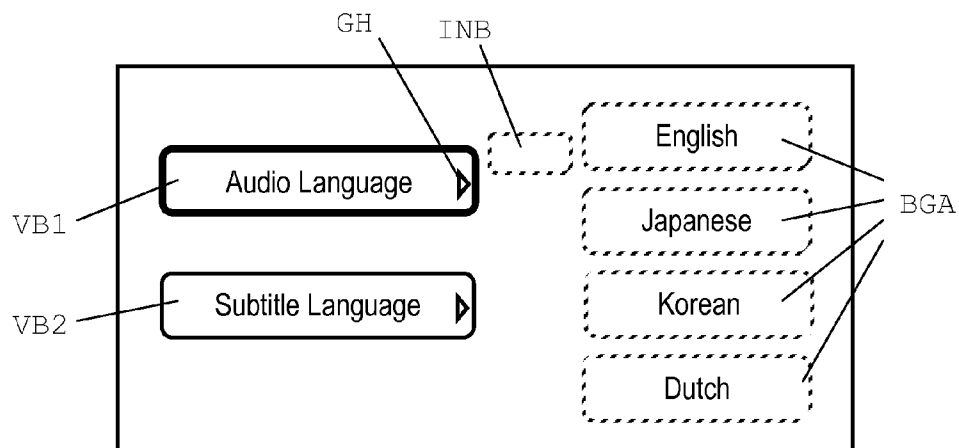 GH
INB
English
Audio Language
VB1
Japanese
BGA
Subtitle Language
Korean
VB2
Dutch